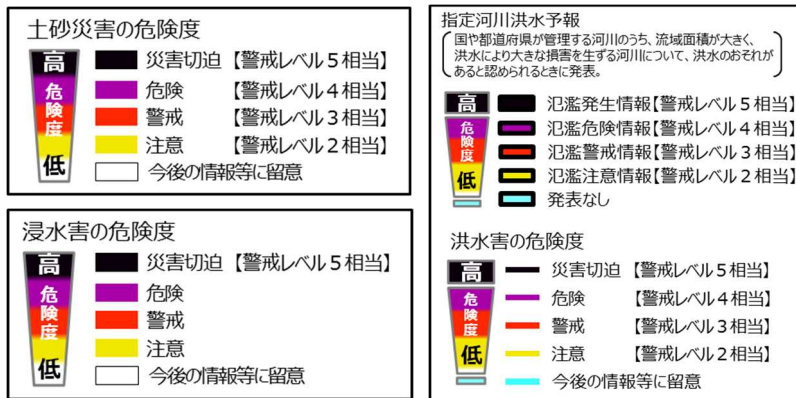 土砂災害の危険度
高
危険度
低
災害切迫【警戒レベル5相当】
危険 【警戒レベル4相当】
警戒 【警戒レベル3相当】
注意 【警戒レベル2相当】
今後の情報等に留意
浸水害の危険度
高
危険度
低
災害切迫【警戒レベル5相当】
危険
警戒
注意
今後の情報等に留意
指定河川洪水予報
国や都道府県が管理する河川のうち、流域面積が大きく、
洪水により大きな損害を生ずる河川について、洪水のおそれが
あると認められるときに発表。
高
危険度
低
氾濫発生情報【警戒レベル5相当】
氾濫危険情報【警戒レベル4相当】
氾濫警戒情報【警戒レベル3相当】
氾濫注意情報【警戒レベル2相当】
発表なし
洪水害の危険度
高
危険度
低
災害切迫 【警戒レベル5相当】
危険 【警戒レベル4相当】
警戒 【警戒レベル3相当】
注意 【警戒レベル2相当】
今後の情報等に留意